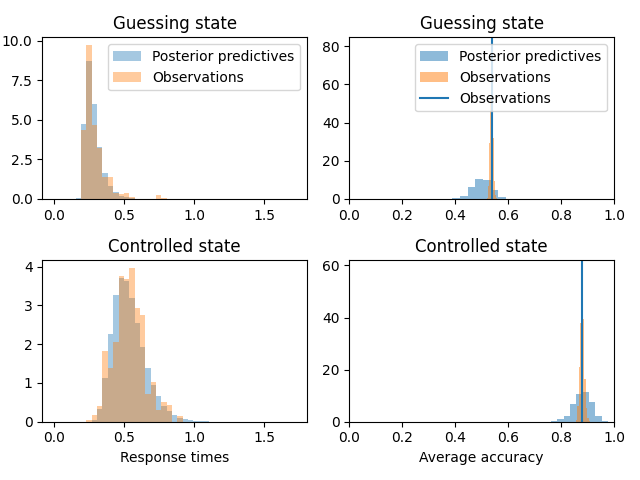 Guessing state
10.0
7.5
5.0
2.5
0.0
0.0 0.5 1.0 1.5
Posterior predictives
Observations
Guessing state
80
60
40
20
0
0.0 0.2 0.4 0.6 0.8 1.0
Posterior predictives
Observations
Observations
Controlled state
4
3
2
1
0
0.0 0.5 1.0 1.5
Response times
Controlled state
60
40
20
0
0.0 0.2 0.4 0.6 0.8 1.0
Average accuracy